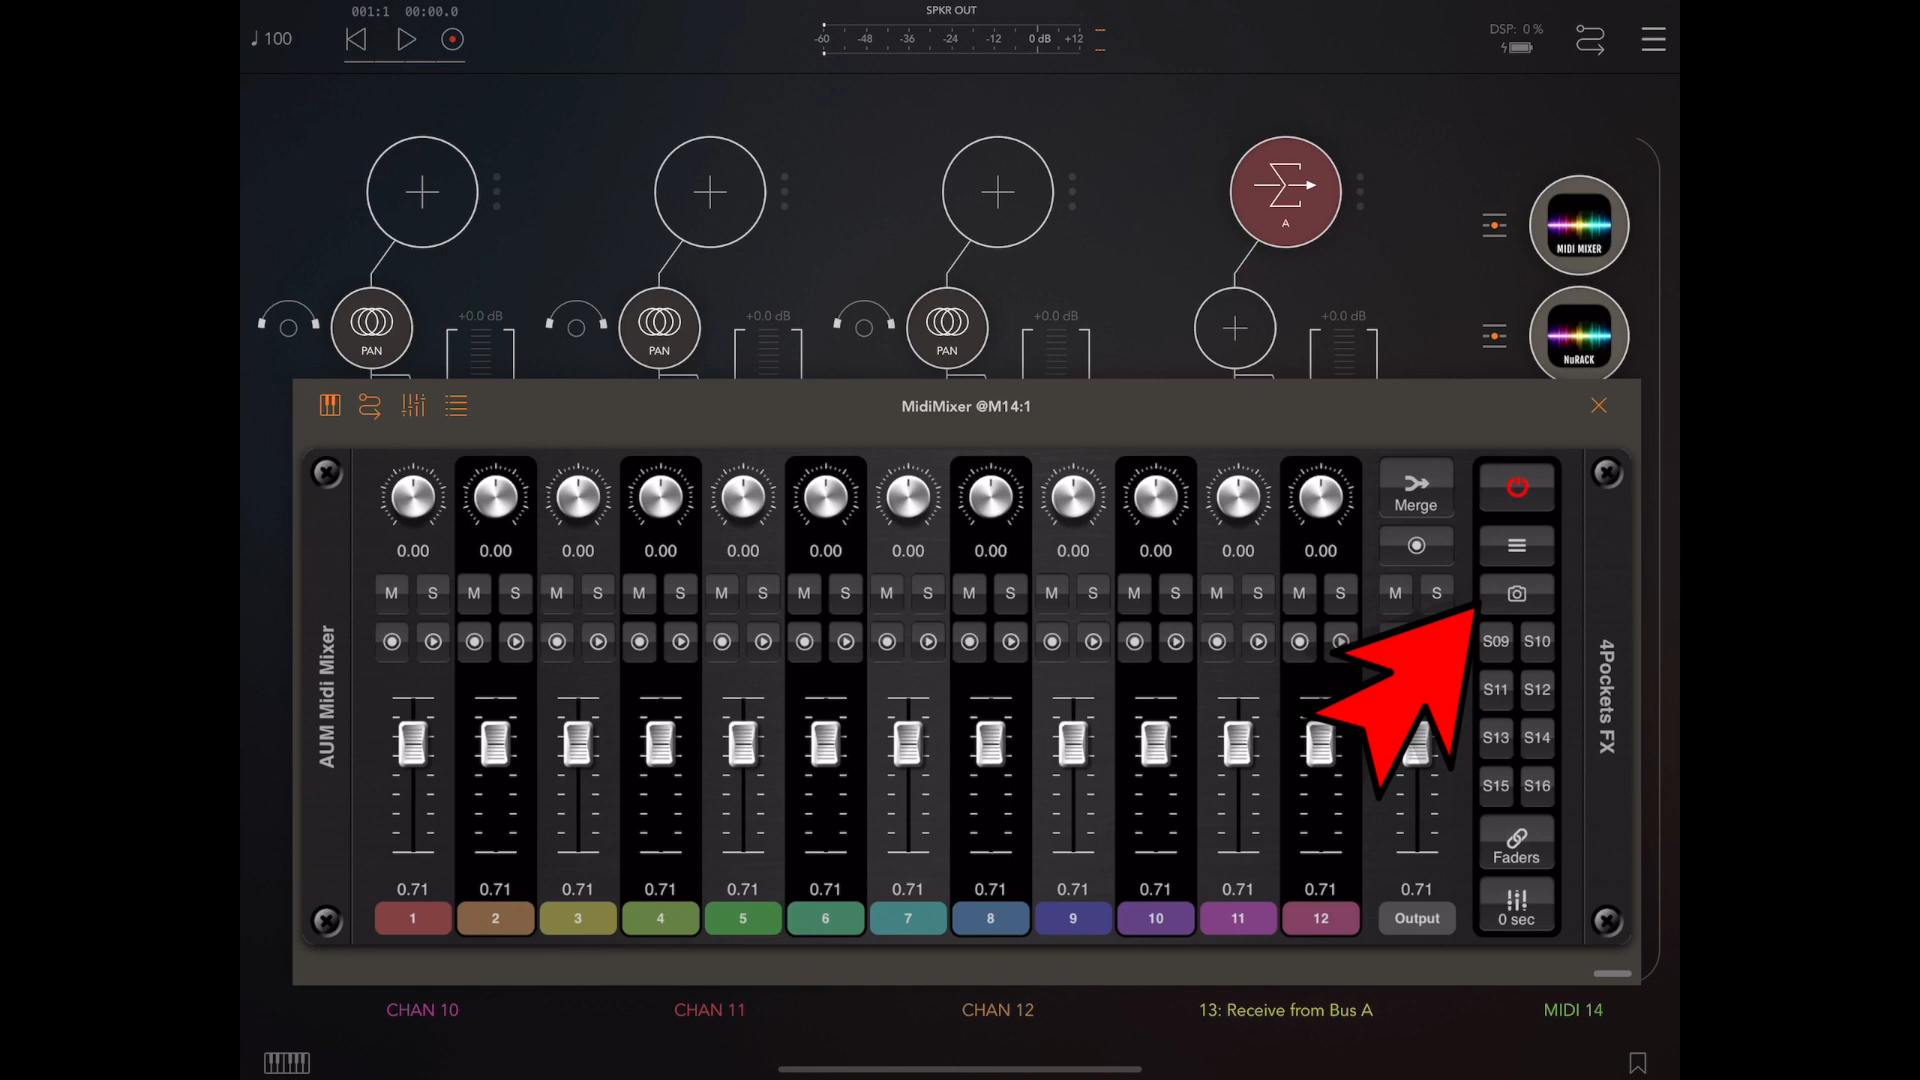 001:1 00:00.0
♩ 100
SPKR OUT
-60 -48 -36 -24 -12 0 dB +12
DSP: 0 %
A
MIDI MIXER
+0.0 dB +0.0 dB +0.0 dB +0.0 dB
PAN PAN PAN
NuRACK
MidiMixer @M14:1
Merge
0.00 0.00 0.00 0.00 0.00 0.00 0.00 0.00 0.00 0.00 0.00 0.00
M S M S M S M S M S M S M S M S M S M S M S M S M S
S09 S10
S11 S12
S13 S14
S15 S16
AUM Midi Mixer
4Pockets FX
Faders
0.71 0.71 0.71 0.71 0.71 0.71 0.71 0.71 0.71 0.71 0.71 0.71 0.71
1 2 3 4 5 6 7 8 9 10 11 12 Output
0 sec
CHAN 10 CHAN 11 CHAN 12 13: Receive from Bus A MIDI 14